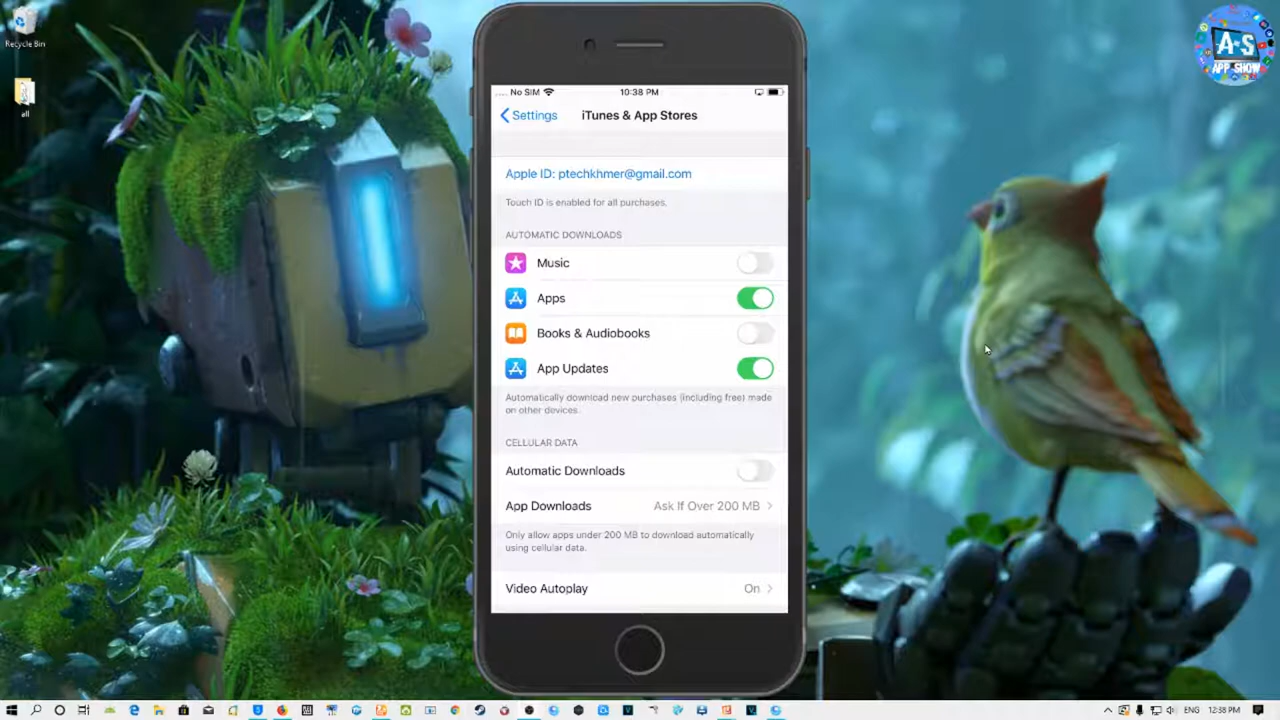 Recycle Bin
all
A S
APP SHOW
No SIM
10:38 PM
Settings
iTunes & App Stores
Apple ID: ptechkhmer@gmail.com
Touch ID is enabled for all purchases.
AUTOMATIC DOWNLOADS
Music
Apps
Books & Audiobooks
App Updates
Automatically download new purchases (including free) made
on other devices.
CELLULAR DATA
Automatic Downloads
App Downloads
Ask If Over 200 MB
Only allow apps under 200 MB to download automatically
using cellular data.
Video Autoplay
On
ENG
12:38 PM